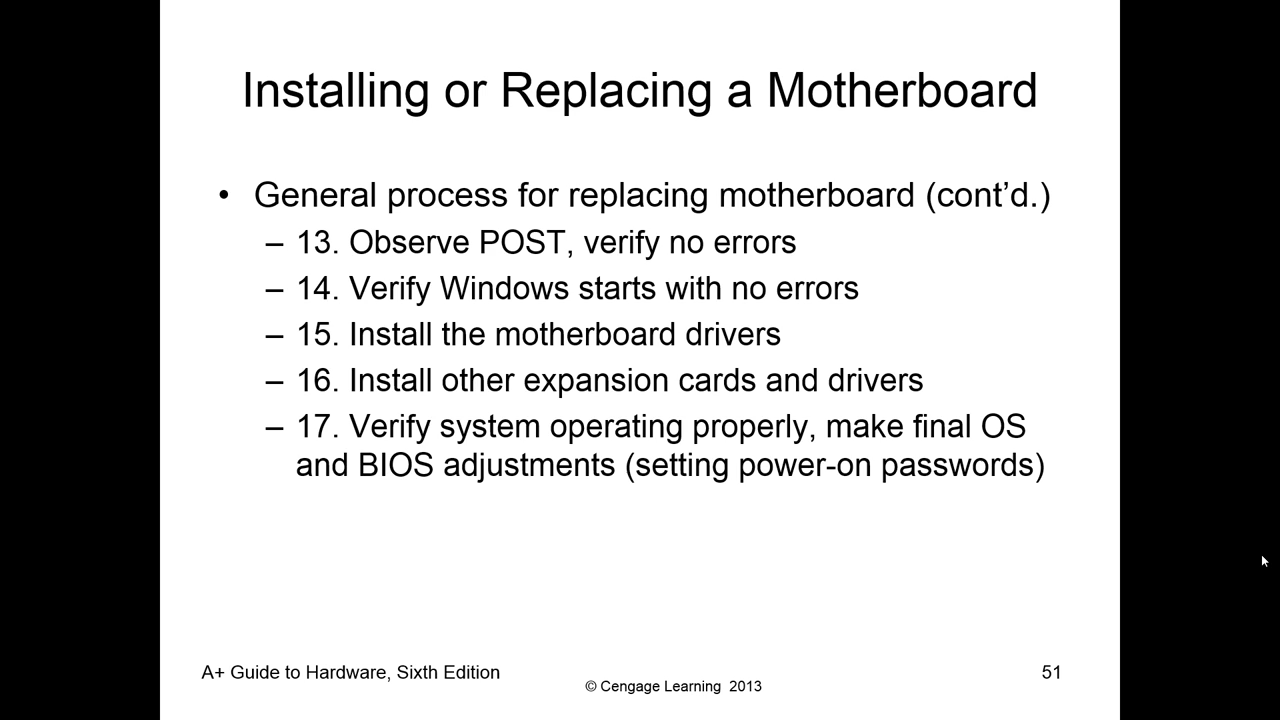 Installing or Replacing a Motherboard
• General process for replacing motherboard (cont’d.)
– 13. Observe POST, verify no errors
– 14. Verify Windows starts with no errors
– 15. Install the motherboard drivers
– 16. Install other expansion cards and drivers
– 17. Verify system operating properly, make final OS
and BIOS adjustments (setting power-on passwords)
A+ Guide to Hardware, Sixth Edition
© Cengage Learning 2013
51